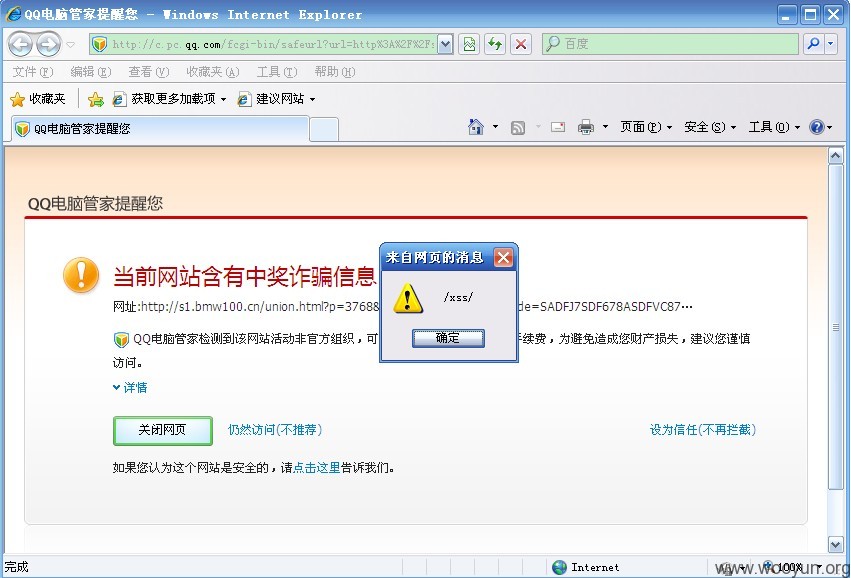 QQ电脑管家提醒您 - Windows Internet Explorer
http://c.pc.qq.com/fcgi-bin/safeurl?url=http%3A%2F%2F
百度
文件(F) 编辑(E) 查看(V) 收藏夹(A) 工具(T) 帮助(H)
收藏夹 获取更多加载项 建议网站
QQ电脑管家提醒您
页面(P) 安全(S) 工具(O)
QQ电脑管家提醒您
来自网页的消息
当前网站含有中奖诈骗信息
/xss/
网址:http://s1.bmw100.cn/union.html?p=3768& de=SADFJ7SDF678ASDFVC87…
确定
QQ电脑管家检测到该网站活动非官方组织，可 手续费，为避免造成您财产损失，建议您谨慎
访问。
详情
关闭网页 仍然访问(不推荐) 设为信任(不再拦截)
如果您认为这个网站是安全的，请点击这里告诉我们。
完成 Internet 100%
www.wooyun.org